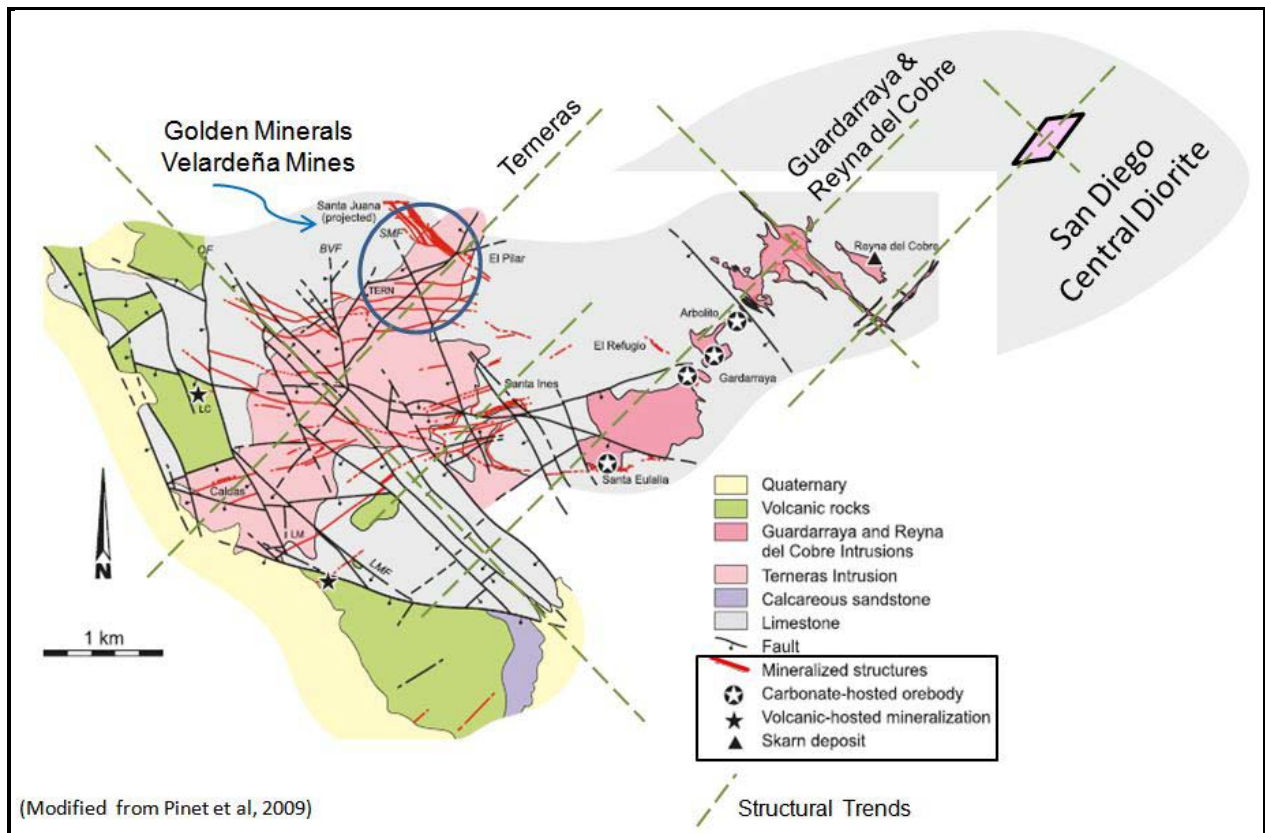 Golden Minerals
Velardeña Mines
Terneras
Guardarraya &
Reyna del Cobre
San Diego
Central Diorite
Santa Juana
(projected)
SMF
OF
BVF
El Pilar
TERN
Reyna del Cobre
Arbolito
El Refugio
Gardarraya
Santa Ines
LC
Santa Eulalia
Caldas
LM
LMF
N
1 km
Quaternary
Volcanic rocks
Guardarraya and Reyna
del Cobre Intrusions
Terneras Intrusion
Calcareous sandstone
Limestone
Fault
Mineralized structures
Carbonate-hosted orebody
Volcanic-hosted mineralization
Skarn deposit
Structural Trends
(Modified from Pinet et al, 2009)